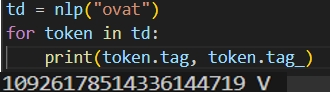 td = nlp("ovat")
for token in td:
    print(token.tag, token.tag_)
10926178514336144719 V